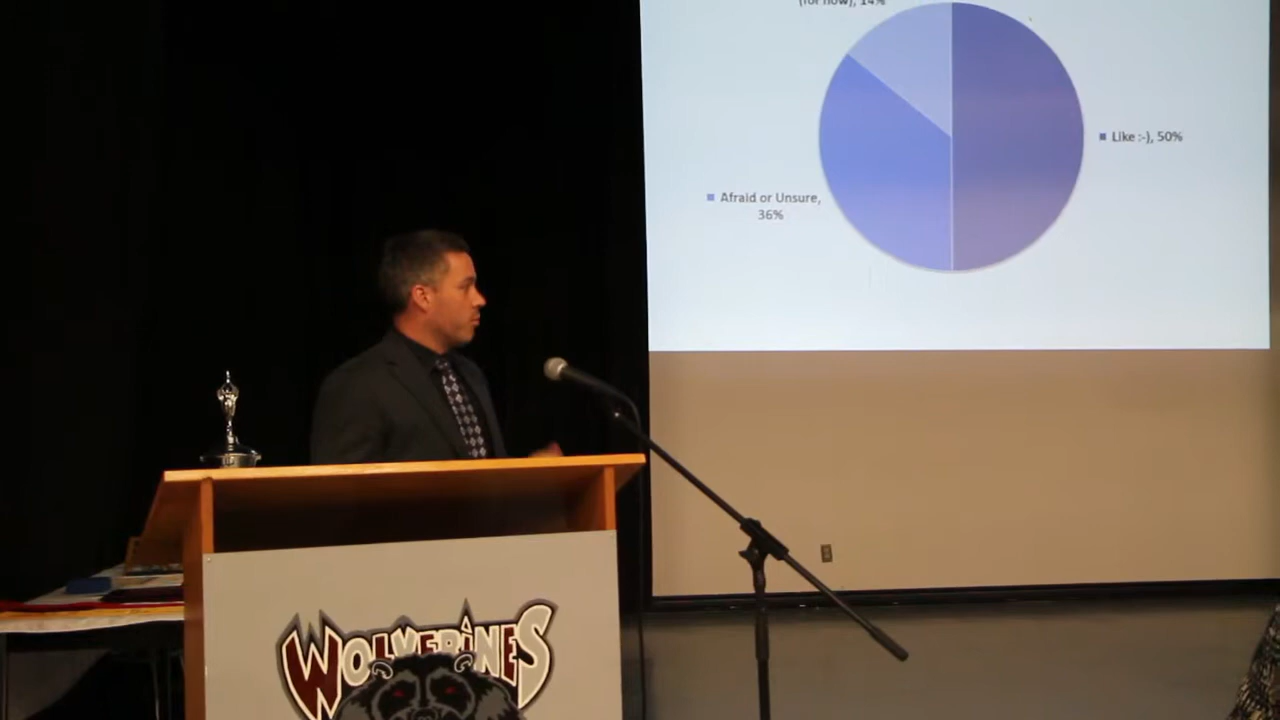 (for now), 14%
Like :-), 50%
Afraid or Unsure,
36%
WOLVERINES